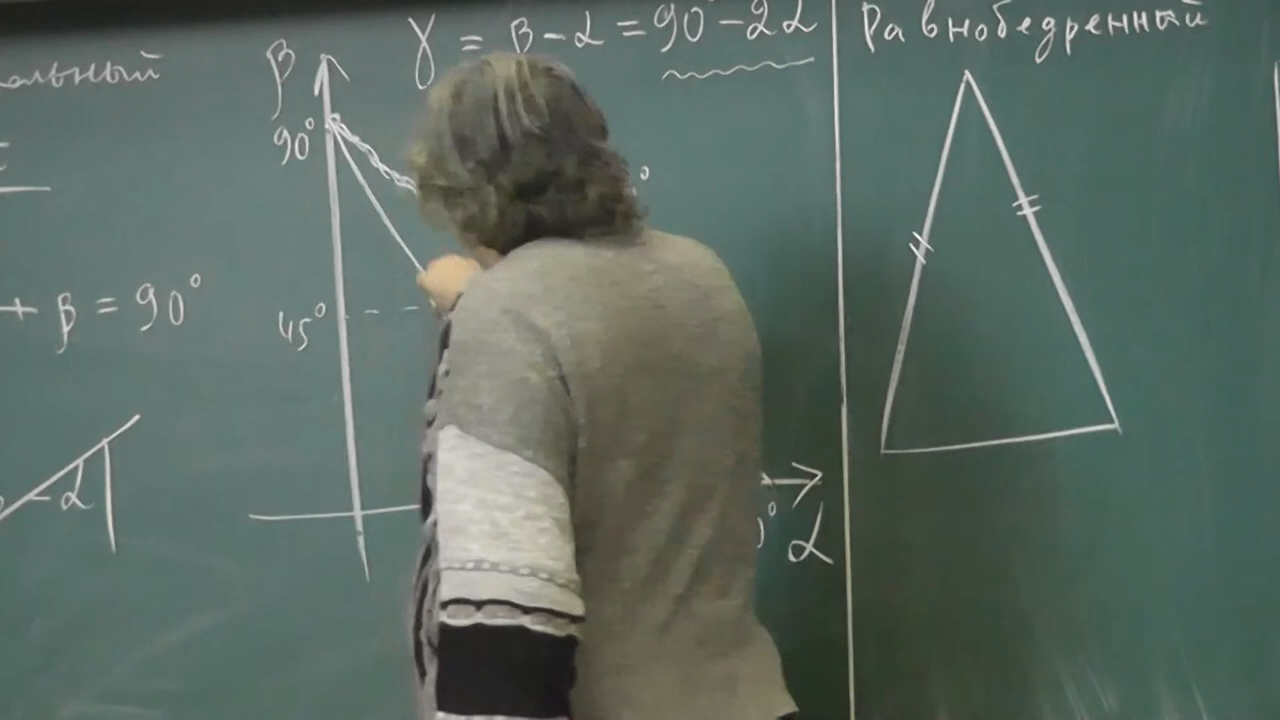 альный
+ β = 90°
- α
β
90°
45°
γ = β - α = 90° - 2α
α
Равнобедренный